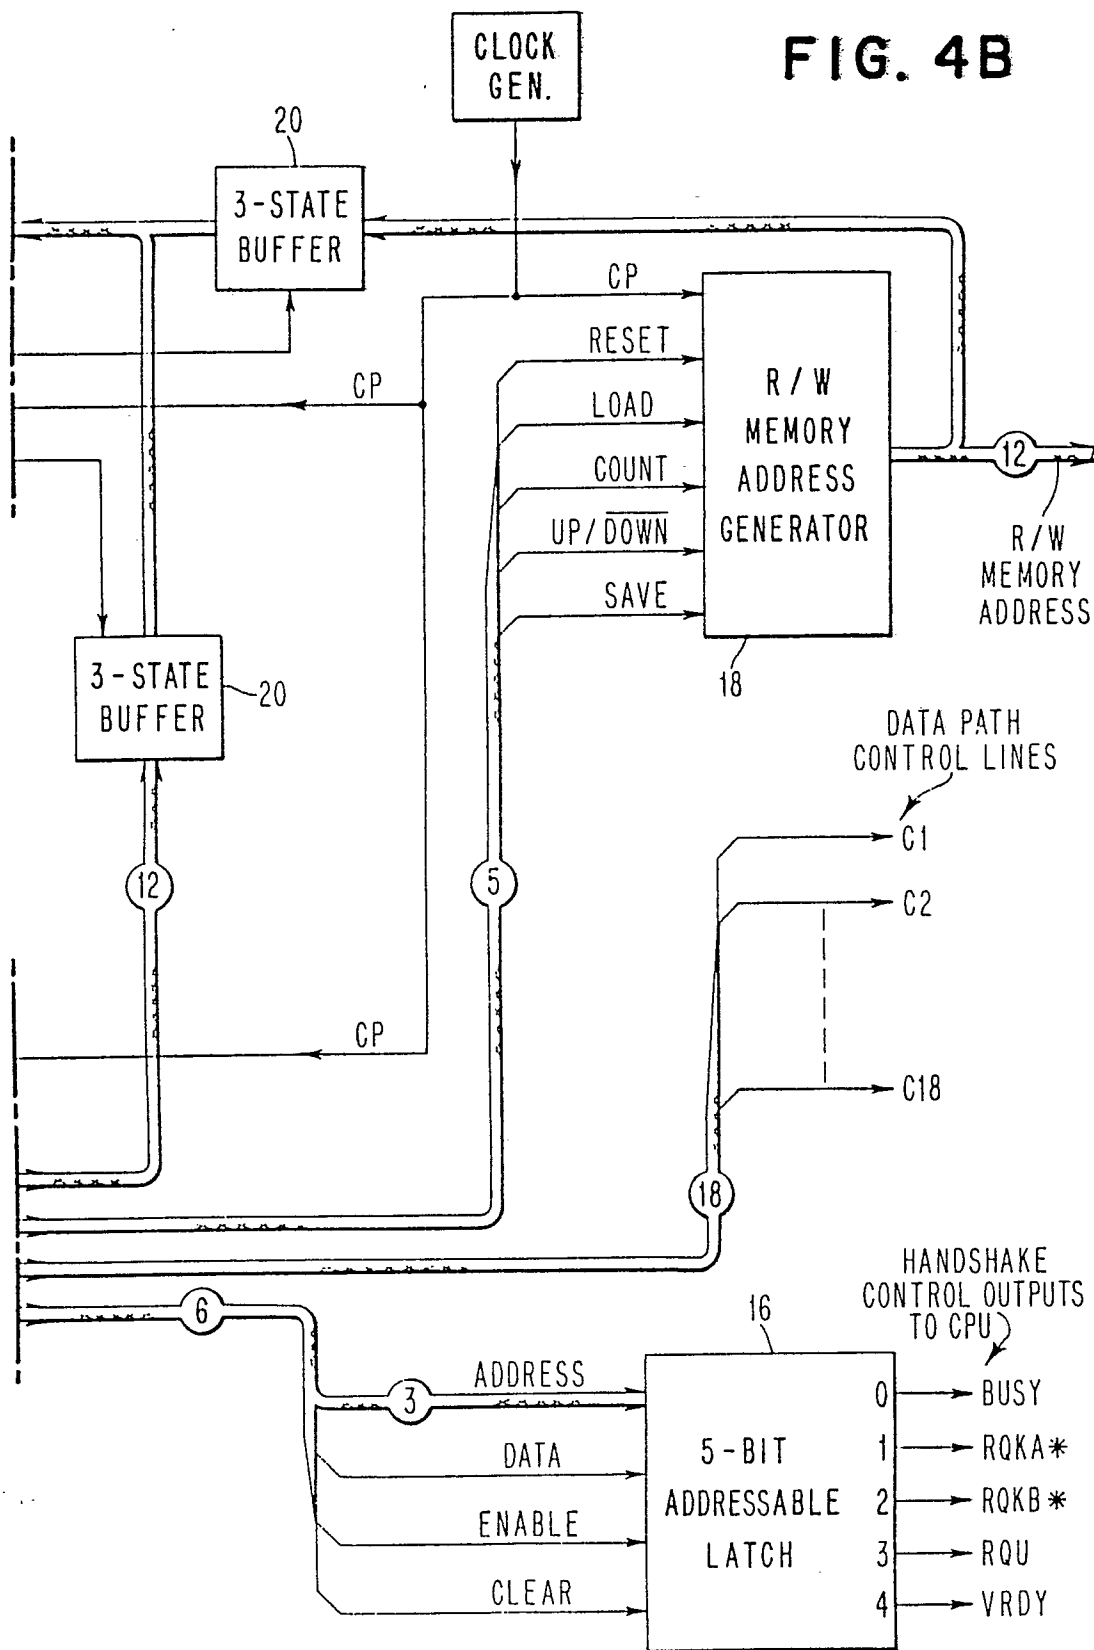 FIG. 4B
CLOCK
GEN.
20
3-STATE
BUFFER
CP
RESET
LOAD
COUNT
UP/DOWN
SAVE
R/W
MEMORY
ADDRESS
GENERATOR
18
12
R/W
MEMORY
ADDRESS
CP
3-STATE
BUFFER
20
12
5
DATA PATH
CONTROL LINES
C1
C2
C18
CP
18
6
3
ADDRESS
DATA
ENABLE
CLEAR
16
5-BIT
ADDRESSABLE
LATCH
HANDSHAKE
CONTROL OUTPUTS
TO CPU
0 BUSY
1 RQKA*
2 RQKB*
3 RQU
4 VRDY